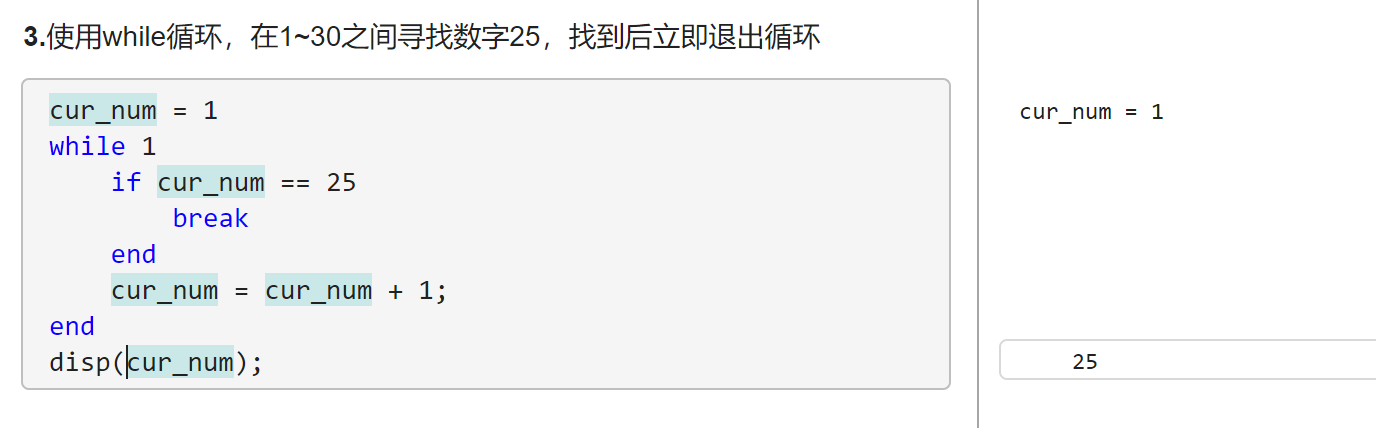 3.使用while循环，在1~30之间寻找数字25，找到后立即退出循环
cur_num = 1
while 1
    if cur_num == 25
        break
    end
    cur_num = cur_num + 1;
end
disp(cur_num);
cur_num = 1
25